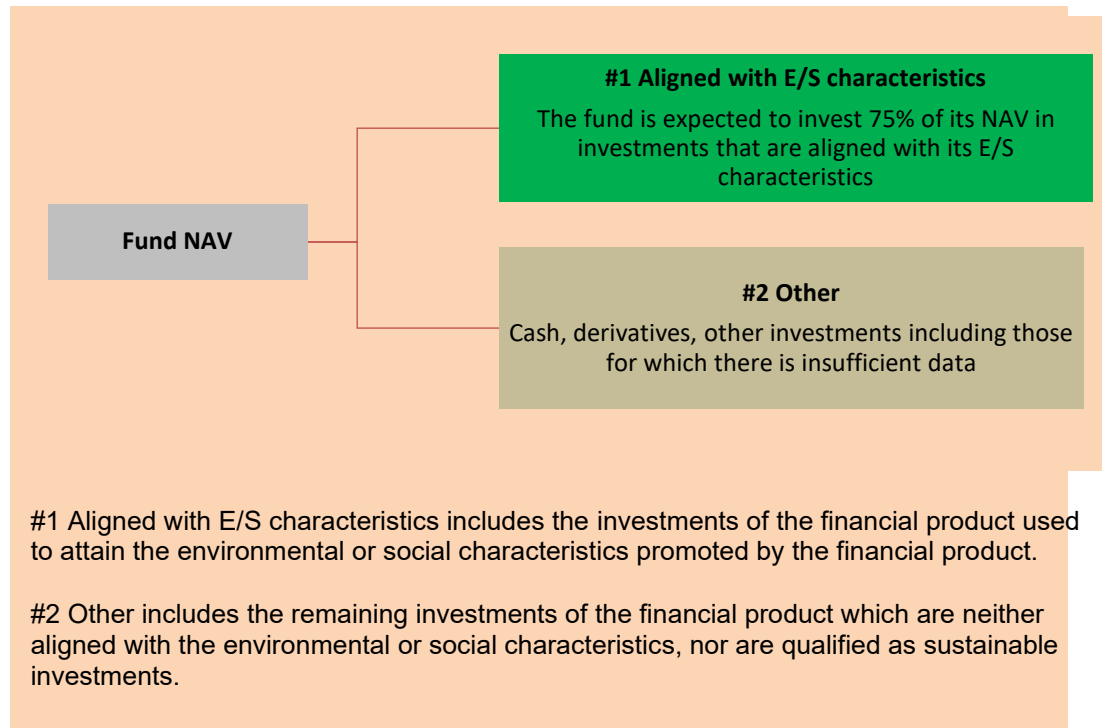 #1 Aligned with E/S characteristics
The fund is expected to invest 75% of its NAV in
investments that are aligned with its E/S
characteristics
Fund NAV
#2 Other
Cash, derivatives, other investments including those
for which there is insufficient data
#1 Aligned with E/S characteristics includes the investments of the financial product used
to attain the environmental or social characteristics promoted by the financial product.
#2 Other includes the remaining investments of the financial product which are neither
aligned with the environmental or social characteristics, nor are qualified as sustainable
investments.